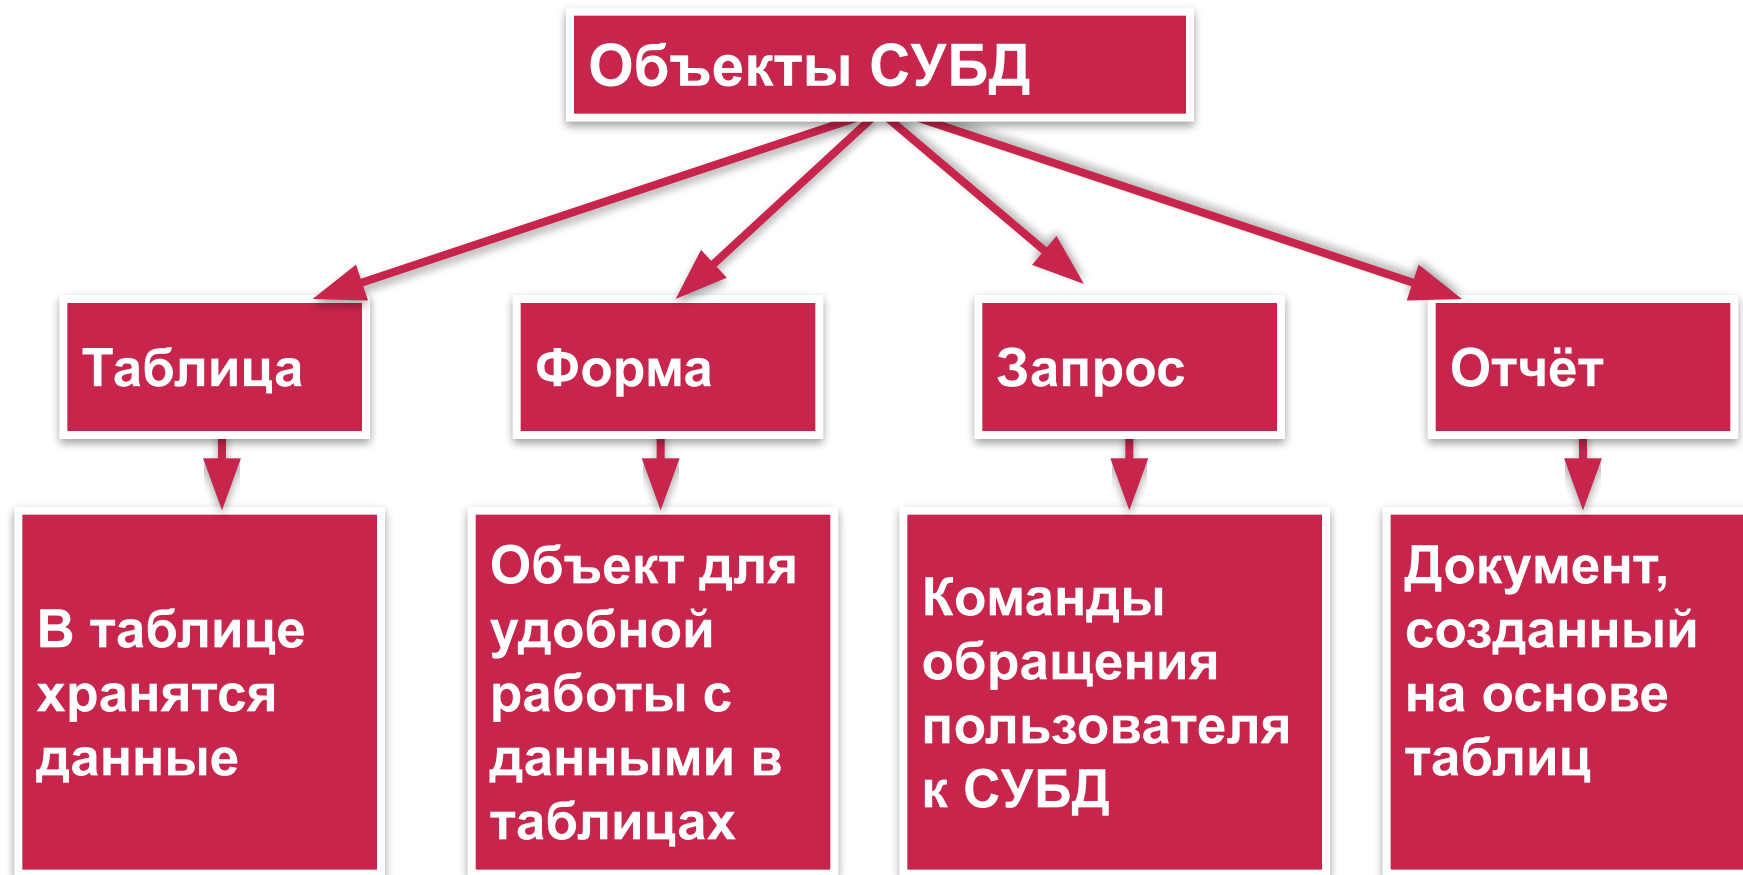 Объекты СУБД
Таблица
Форма
Запрос
Отчёт
В таблице
хранятся
данные
Объект для
удобной
работы с
данными в
таблицах
Команды
обращения
пользователя
к СУБД
Документ,
созданный
на основе
таблиц